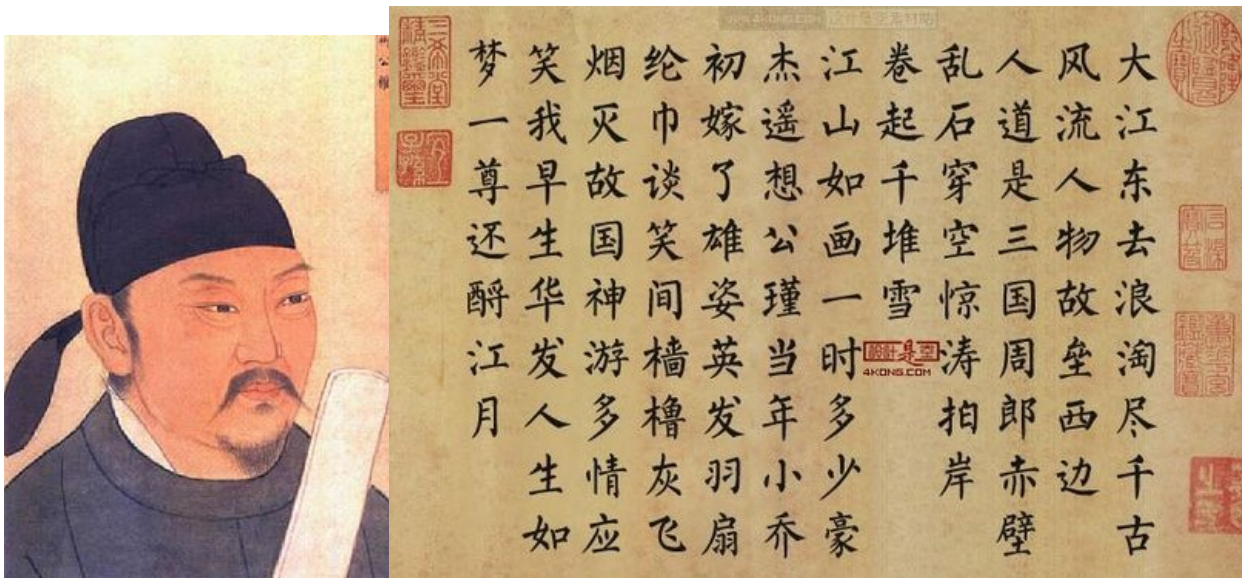 大江东去浪淘尽千古
风流人物故垒西边
人道是三国周郎赤壁
乱石穿空惊涛拍岸
卷起千堆雪
江山如画一时多少豪
杰遥想公瑾当年小乔
初嫁了雄姿英发羽扇
纶巾谈笑间樯橹灰飞
烟灭故国神游多情应
笑我早生华发人生如
梦一尊还酹江月
設計是空
4KONG.COM